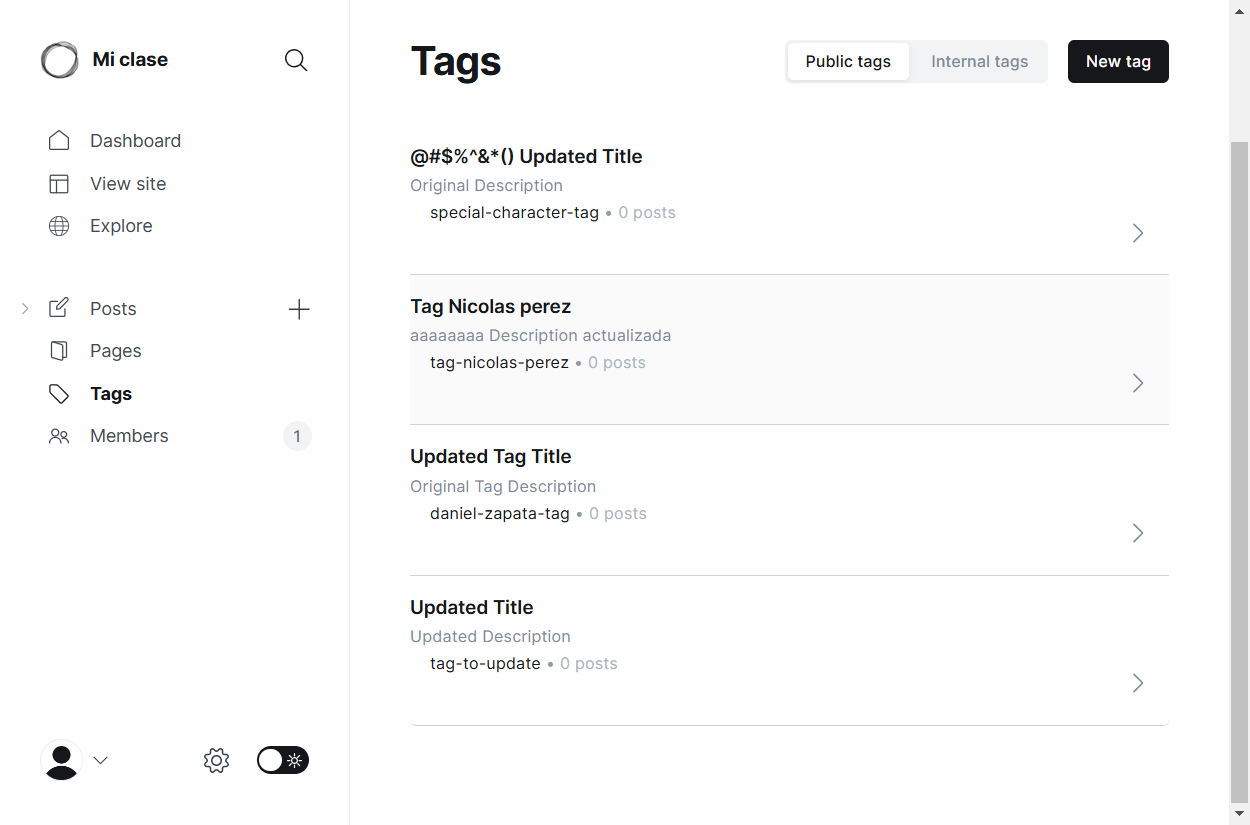 Mi clase
Dashboard
View site
Explore
Posts
Pages
Tags
Members 1
Tags
Public tags Internal tags New tag
@#$%^&*() Updated Title
Original Description
special-character-tag • 0 posts
Tag Nicolas perez
aaaaaaaa Description actualizada
tag-nicolas-perez • 0 posts
Updated Tag Title
Original Tag Description
daniel-zapata-tag • 0 posts
Updated Title
Updated Description
tag-to-update • 0 posts